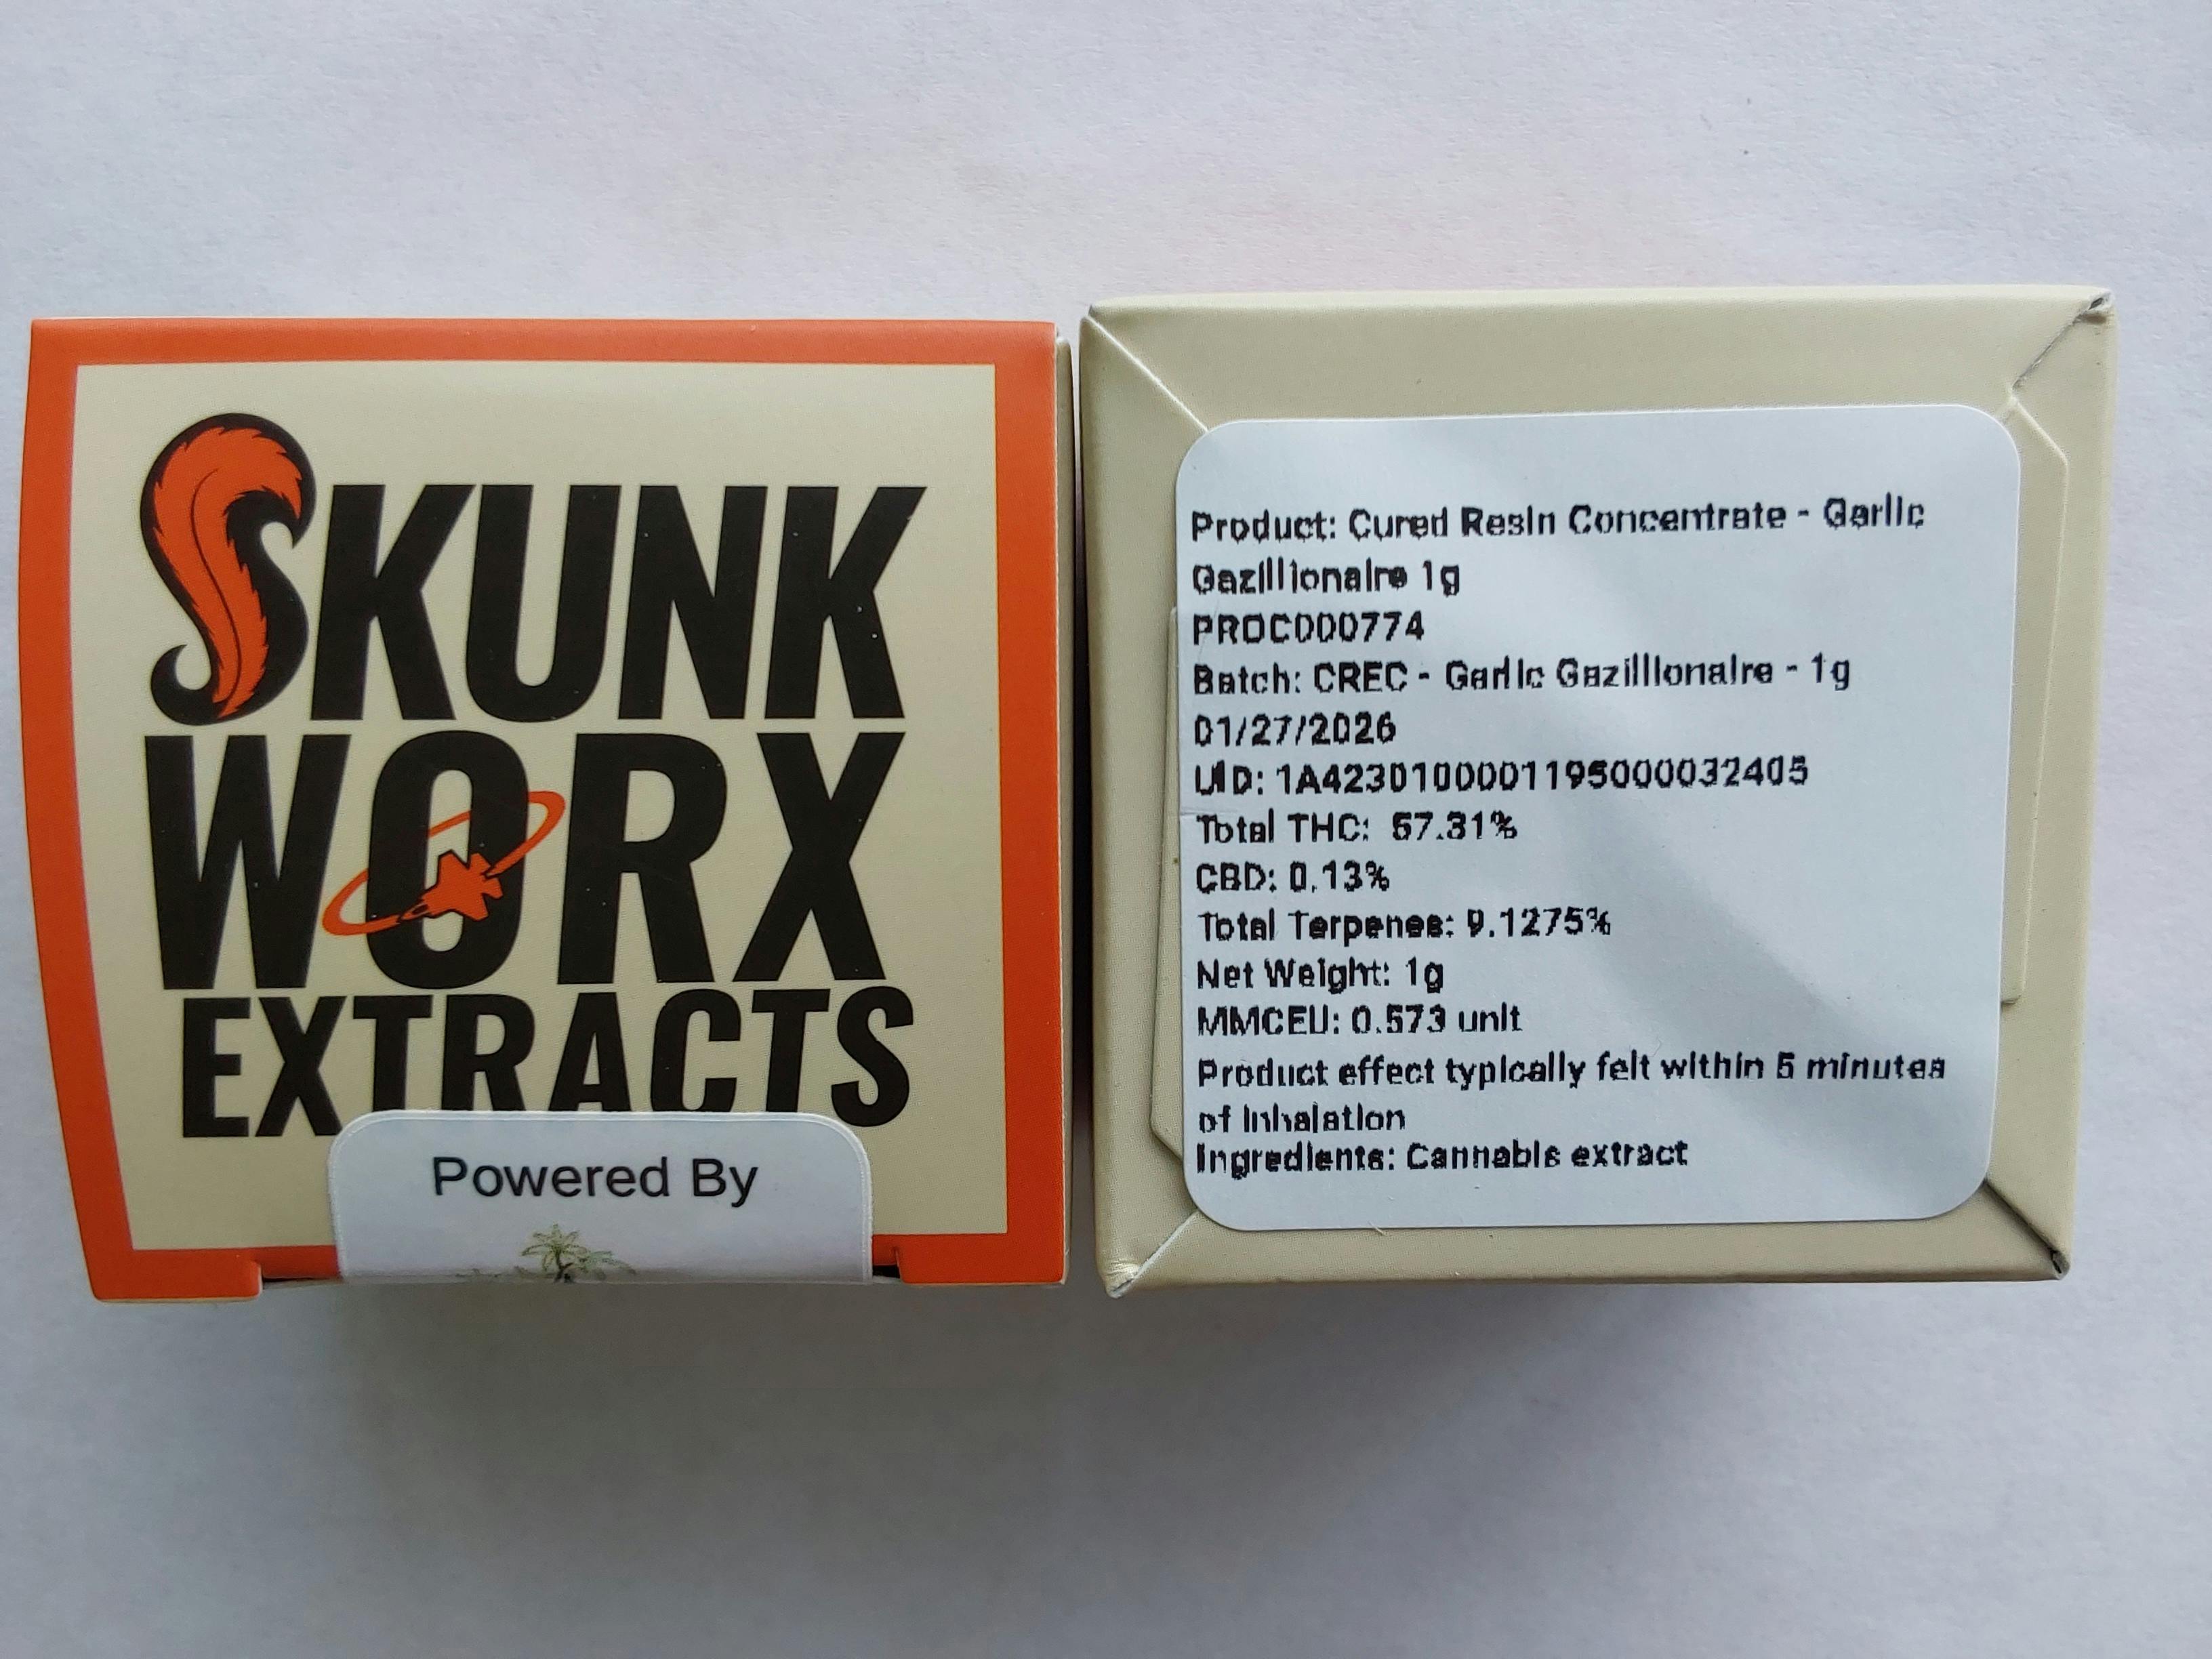 SKUNK
WORX
EXTRACTS
Powered By
Product: Cured Resin Concentrate - Garlic
Gazillionaire 1g
PROC000774
Batch: CREC - Garlic Gazillionaire - 1g
01/27/2026
UID: 1A4230100001195000032405
Total THC: 57.31%
CBD: 0.13%
Total Terpenes: 9.1275%
Net Weight: 1g
MMCEU: 0.573 unit
Product effect typically felt within 5 minutes
of inhalation
Ingredients: Cannabis extract